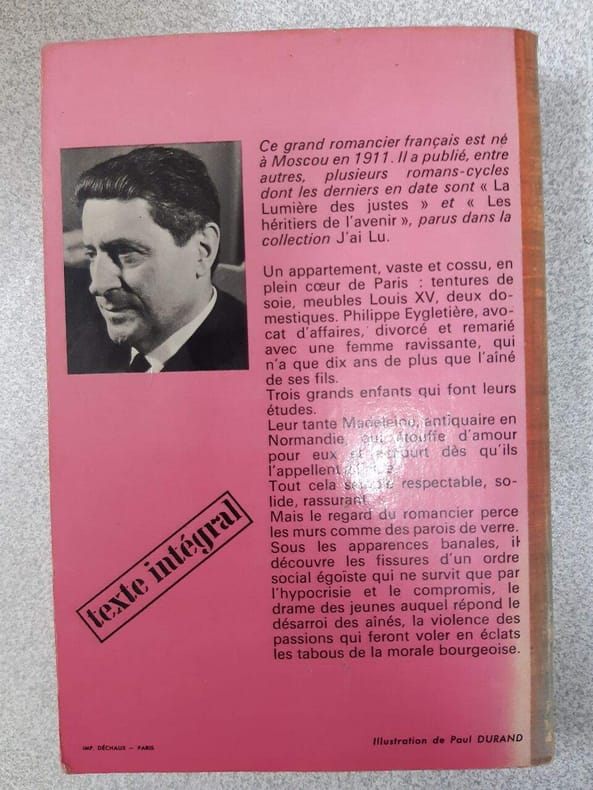 Ce grand romancier français est né
à Moscou en 1911. Il a publié, entre
autres, plusieurs romans-cycles
dont les derniers en date sont « La
Lumière des justes » et « Les
héritiers de l'avenir », parus dans la
collection J'ai Lu.
Un appartement, vaste et cossu, en
plein cœur de Paris : tentures de
soie, meubles Louis XV, deux do-
mestiques. Philippe Eygletière, avo-
cat d'affaires, divorcé et remarié
avec une femme ravissante, qui
n'a que dix ans de plus que l'aîné
de ses fils.
Trois grands enfants qui font leurs
études.
Leur tante Madeleine, antiquaire en
Normandie, qui étouffe d'amour
pour eux et accourt dès qu'ils
l'appellent
Tout cela semble respectable, so-
lide, rassurant.
Mais le regard du romancier perce
les murs comme des parois de verre.
Sous les apparences banales, il
découvre les fissures d'un ordre
social égoïste qui ne survit que par
l'hypocrisie et le compromis, le
drame des jeunes auquel répond le
désarroi des aînés, la violence des
passions qui feront voler en éclats
les tabous de la morale bourgeoise.
texte intégral
IMP. DÉCHAUX – PARIS
Illustration de Paul DURAND